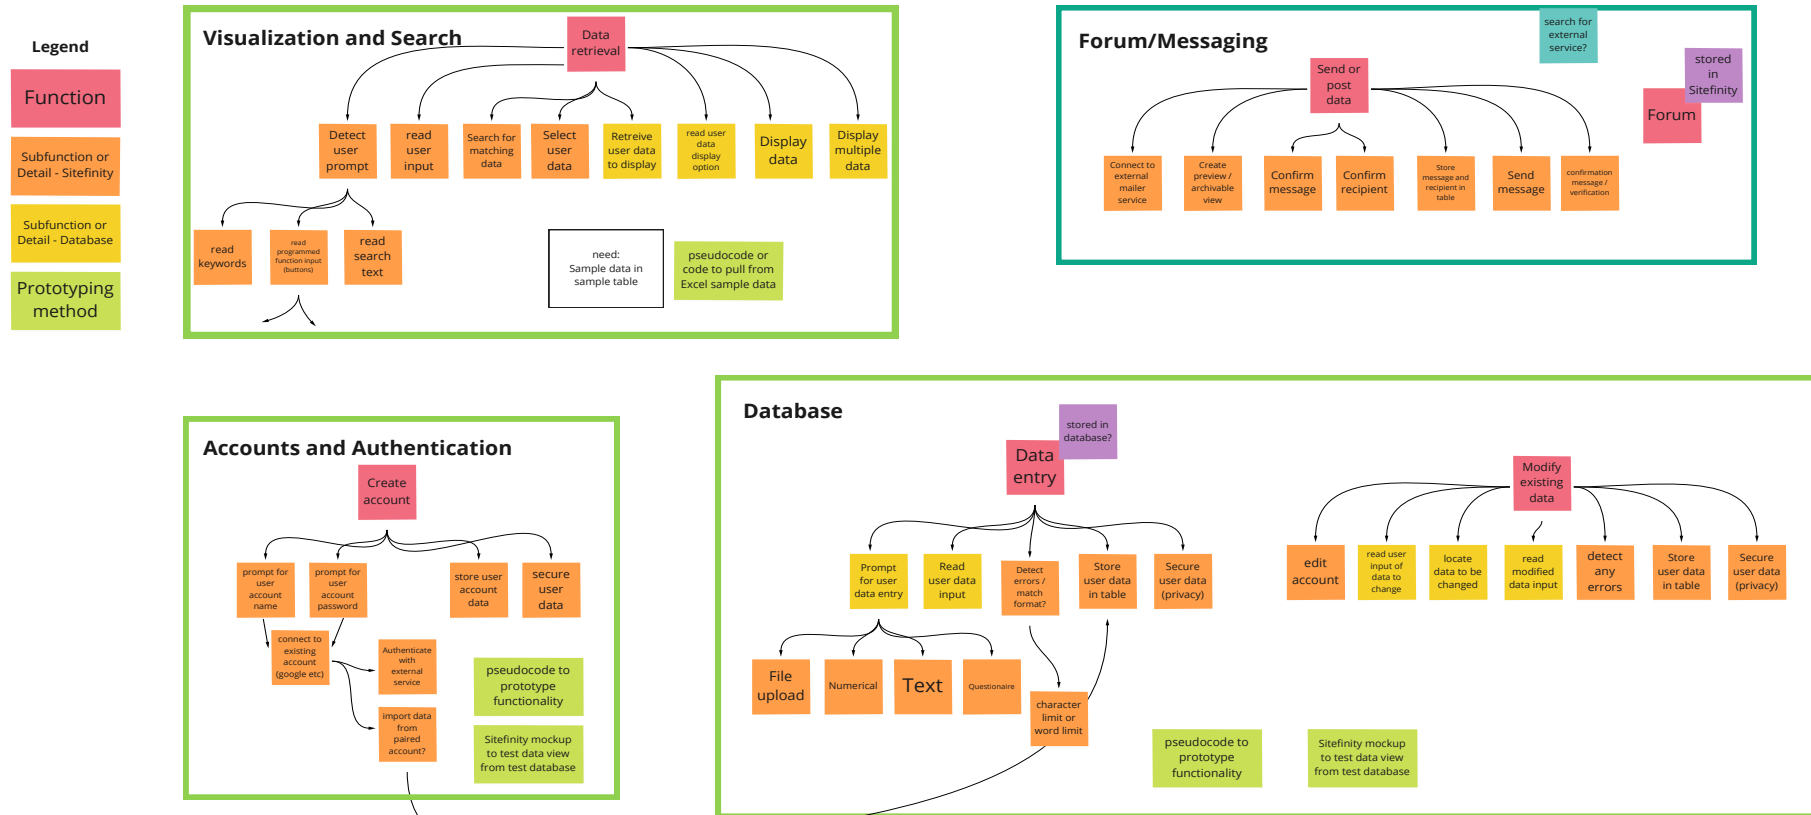 Legend
Function
Subfunction or
Detail - Sitefinity
Subfunction or
Detail - Database
Prototyping
method
Visualization and Search
Data
retrieval
Detect
user
prompt
read
user
input
Search for
matching
data
Select
user
data
Retreive
user data
to display
read user
data
display
option
Display
data
Display
multiple
data
read
keywords
read
programmed
function input
(buttons)
read
search
text
need:
Sample data in
sample table
pseudocode or
code to pull from
Excel sample data
Forum/Messaging
search for
external
service?
stored
in
Sitefinity
Forum
Send or
post
data
Connect to
external
mailer
service
Create
preview /
archivable
view
Confirm
message
Confirm
recipient
Store
message and
recipient in
table
Send
message
confirmation
message /
verification
Accounts and Authentication
Create
account
prompt for
user
account
name
prompt for
user
account
password
store user
account
data
secure
user
data
connect to
existing
account
(google etc)
Authenticate
with
external
service
import data
from
paired
account?
pseudocode to
prototype
functionality
Sitefinity mockup
to test data view
from test database
Database
stored in
database?
Data
entry
Prompt
for user
data entry
Read
user data
input
Detect
errors /
match
format?
Store
user data
in table
Secure
user data
(privacy)
File
upload
Numerical
Text
Questionaire
character
limit or
word limit
Modify
existing
data
edit
account
read user
input of
data to
change
locate
data to be
changed
read
modified
data input
detect
any
errors
Store
user data
in table
Secure
user data
(privacy)
pseudocode to
prototype
functionality
Sitefinity mockup
to test data view
from test database